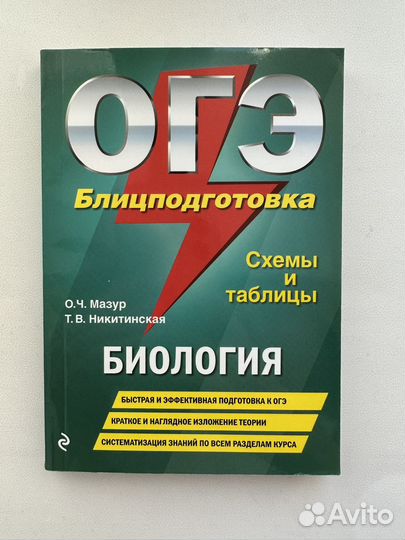 ОГЭ
Блицподготовка
Схемы и
таблицы
О.Ч. Мазур
Т.В. Никитинская
БИОЛОГИЯ
БЫСТРАЯ И ЭФФЕКТИВНАЯ ПОДГОТОВКА К ОГЭ
КРАТКОЕ И НАГЛЯДНОЕ ИЗЛОЖЕНИЕ ТЕОРИИ
СИСТЕМАТИЗАЦИЯ ЗНАНИЙ ПО ВСЕМ РАЗДЕЛАМ КУРСА
Avito